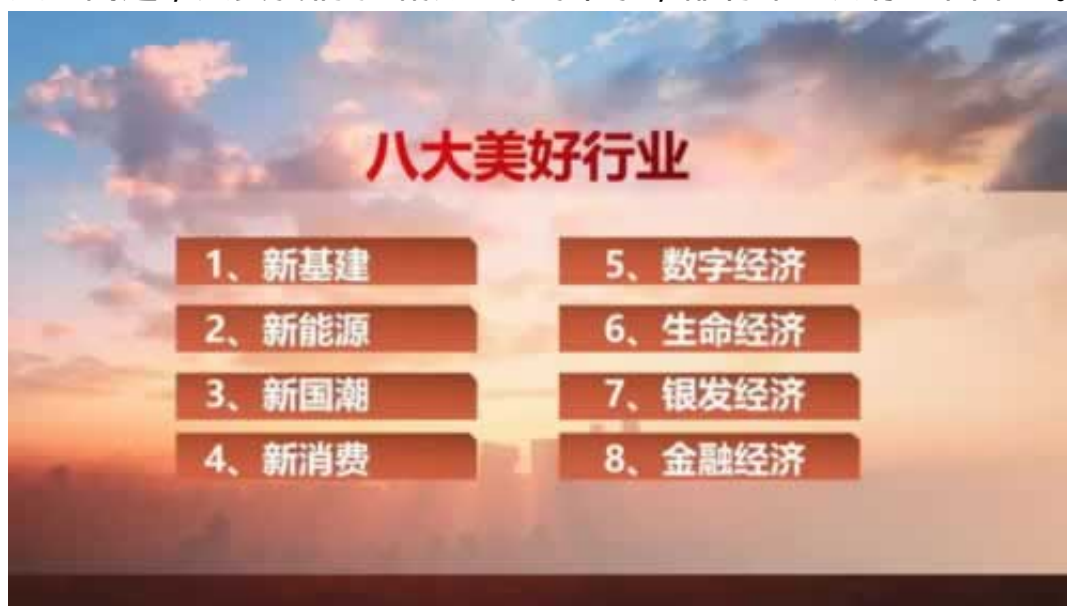 八大美好行业
1、新基建
2、新能源
3、新国潮
4、新消费
5、数字经济
6、生命经济
7、银发经济
8、金融经济